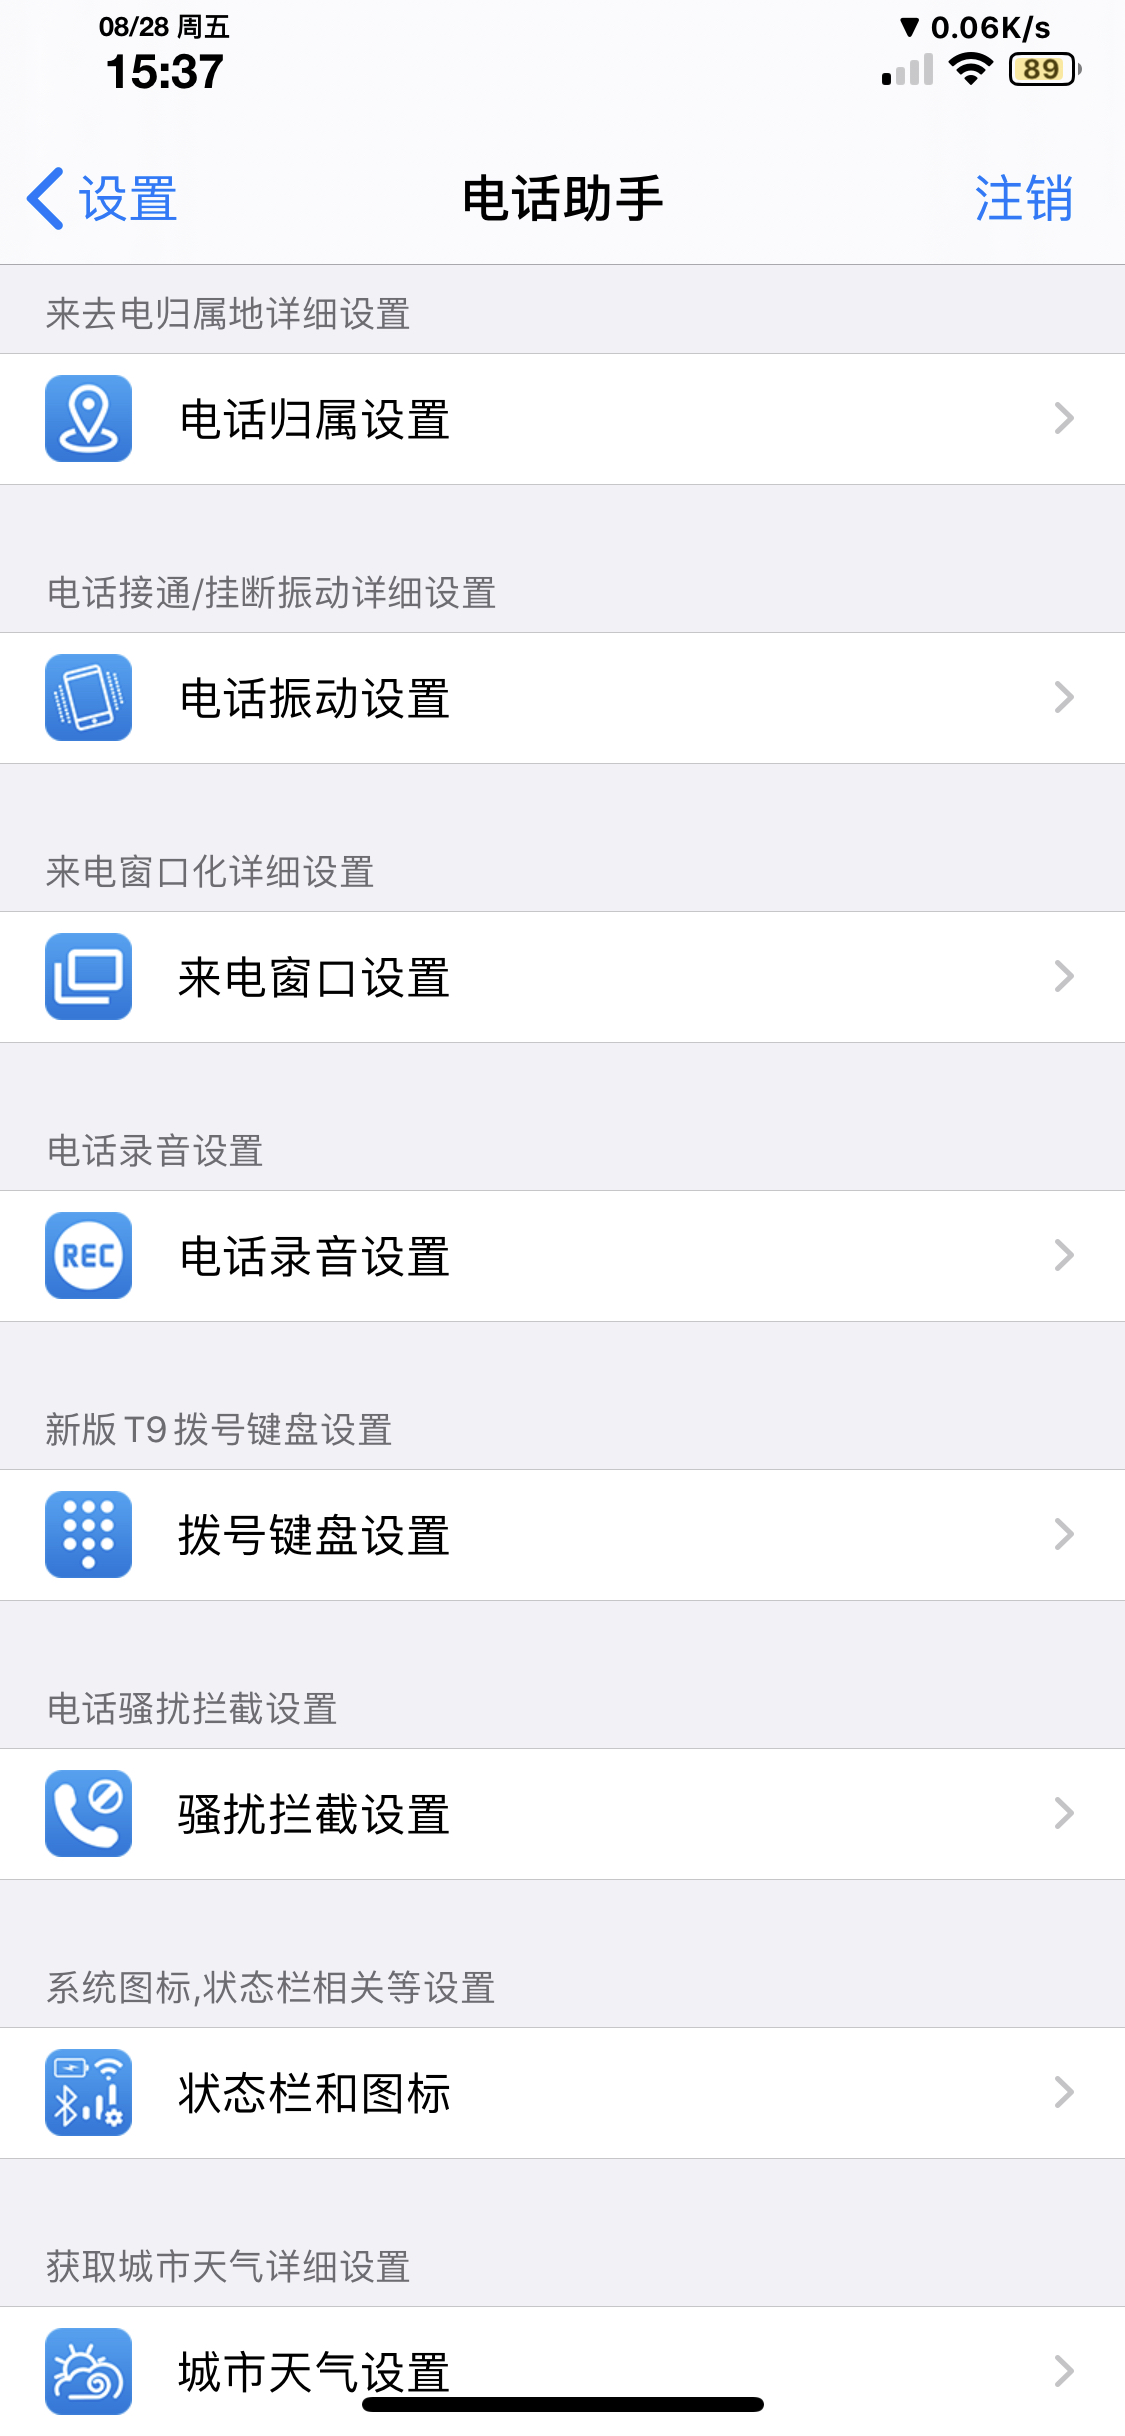 08/28 周五
▼ 0.06K/s
15:37
89
设置
电话助手
注销
来去电归属地详细设置
电话归属设置
电话接通/挂断振动详细设置
电话振动设置
来电窗口化详细设置
来电窗口设置
电话录音设置
REC
电话录音设置
新版T9拨号键盘设置
拨号键盘设置
电话骚扰拦截设置
骚扰拦截设置
系统图标,状态栏相关等设置
状态栏和图标
获取城市天气详细设置
城市天气设置